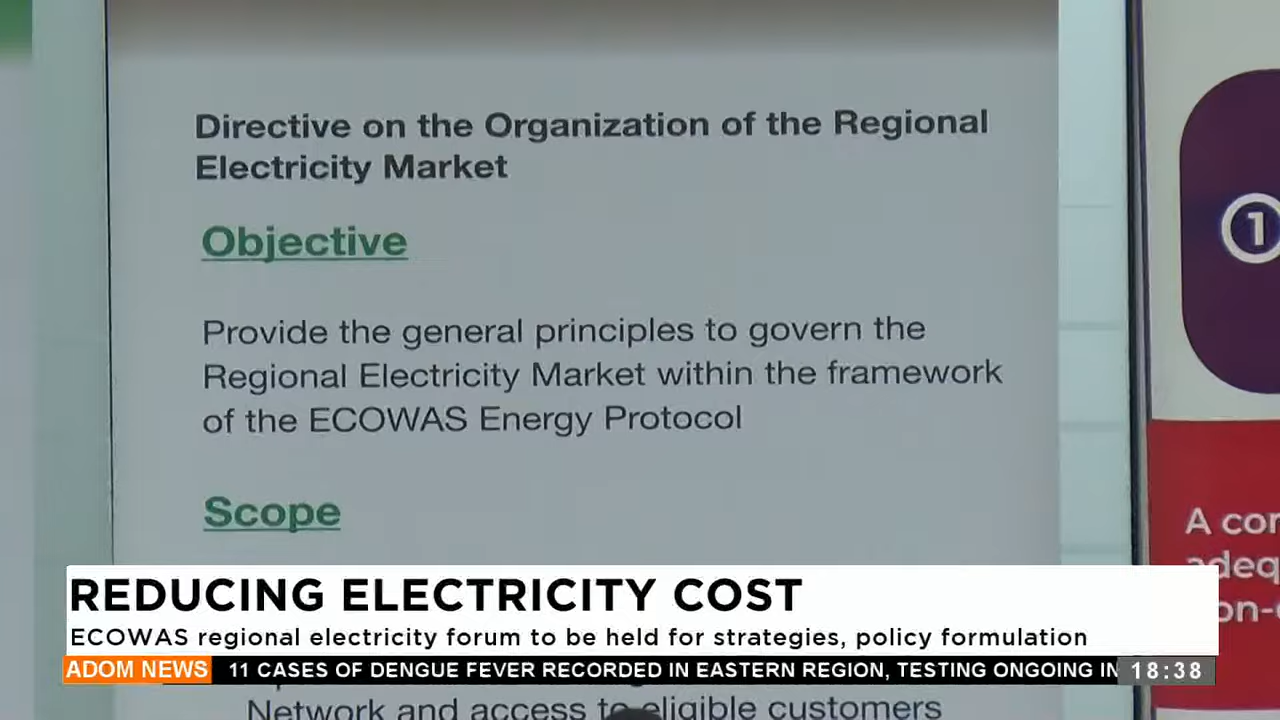 Directive on the Organization of the Regional
Electricity Market
Objective
Provide the general principles to govern the
Regional Electricity Market within the framework
of the ECOWAS Energy Protocol
Scope
Network and access to eligible customers
1
A
REDUCING ELECTRICITY COST
ECOWAS regional electricity forum to be held for strategies, policy formulation
ADOM NEWS 11 CASES OF DENGUE FEVER RECORDED IN EASTERN REGION, TESTING ONGOING IN 18:38